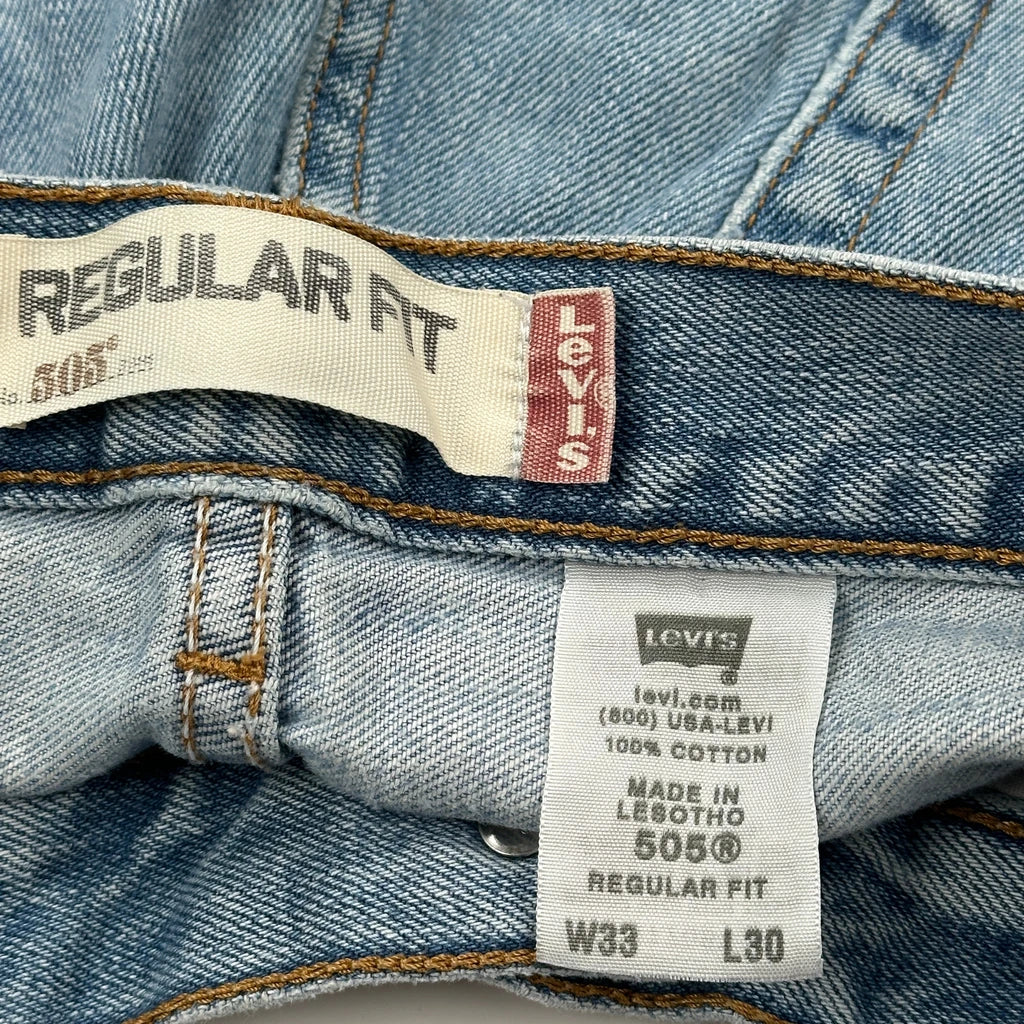 REGULAR FIT
No. 505
LEVI'S
LEVI'S
®
levi.com
(800) USA-LEVI
100% COTTON
MADE IN
LESOTHO
505®
REGULAR FIT
W33 L30